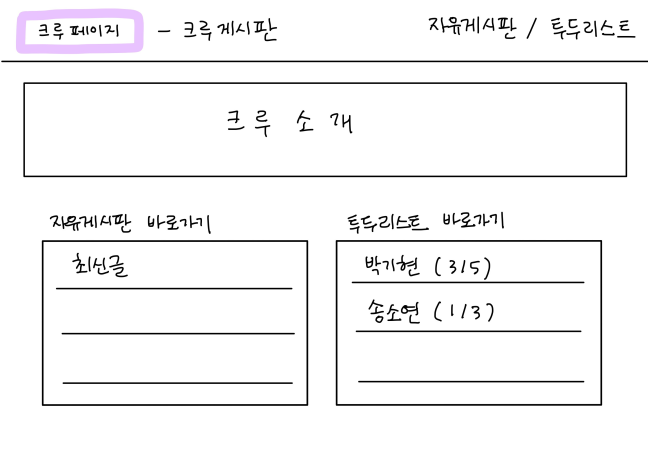 크루 페이지 - 크루게시판 자유게시판 / 투두리스트
크루 소개
자유게시판 바로가기
최신글
투두리스트 바로가기
박기현 (3/5)
송소연 (1/3)